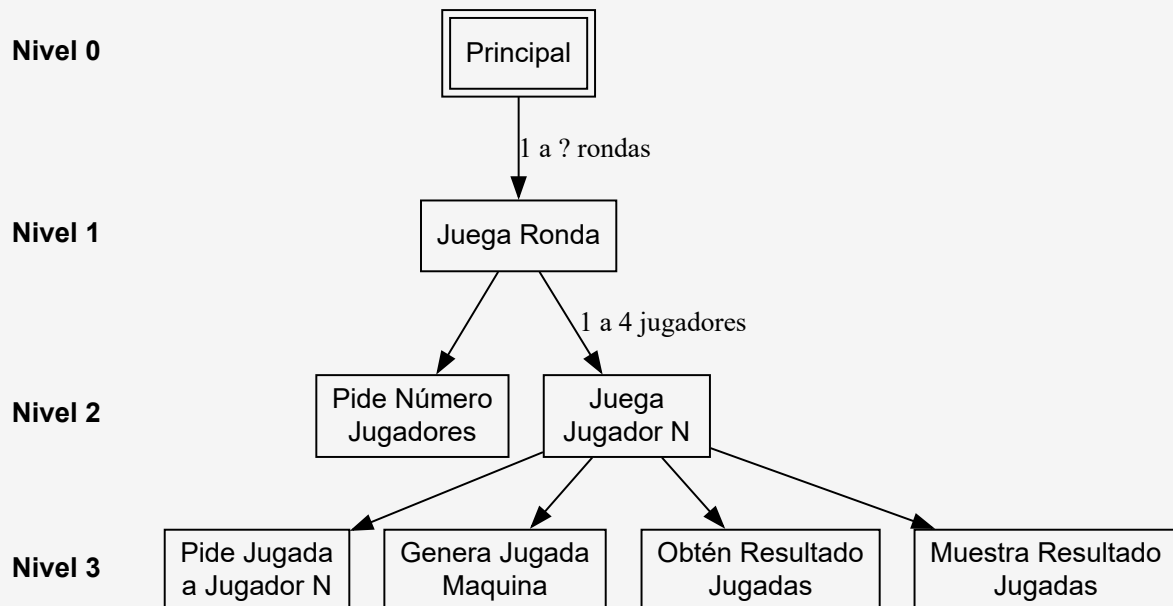 Nivel 0
Principal
1 a ? rondas
Nivel 1
Juega Ronda
1 a 4 jugadores
Nivel 2
Pide Número
Jugadores
Juega
Jugador N
Nivel 3
Pide Jugada
a Jugador N
Genera Jugada
Maquina
Obtén Resultado
Jugadas
Muestra Resultado
Jugadas